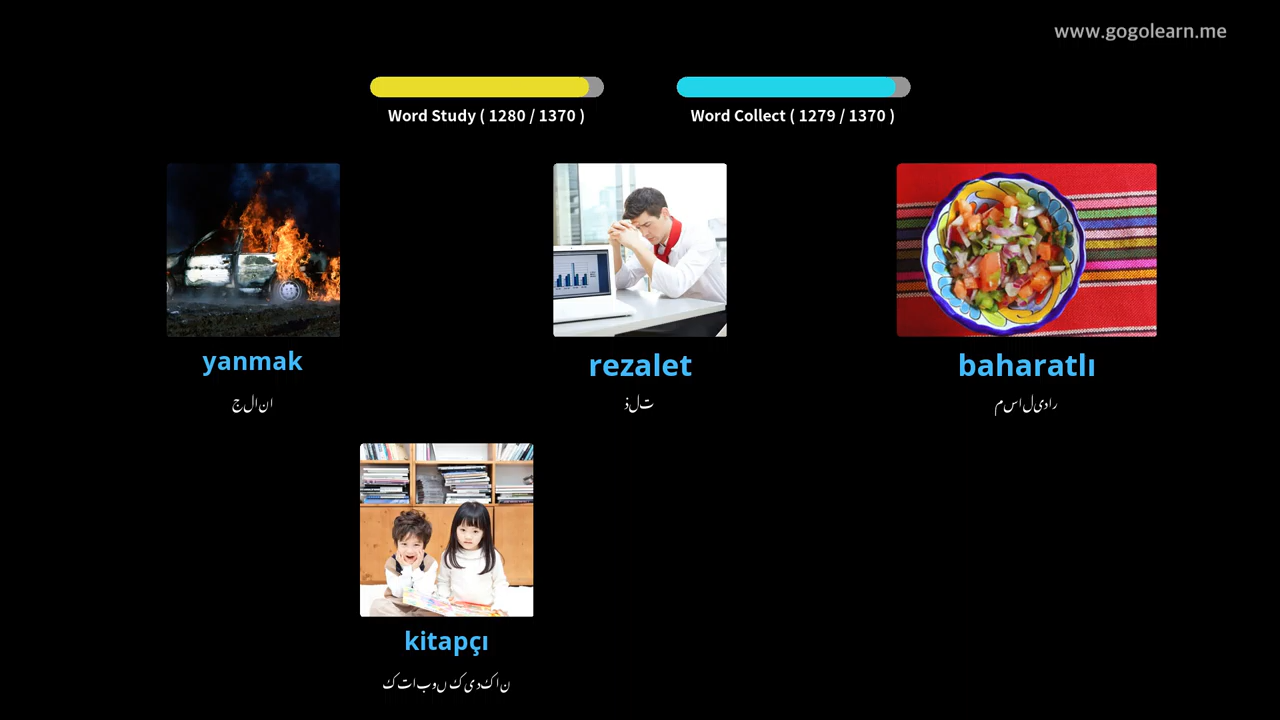 www.gogolearn.me
Word Study ( 1280 / 1370 )
Word Collect ( 1279 / 1370 )
yanmak
جلانا
rezalet
ذلت
baharatlı
مسالیدار
kitapçı
کتابوں کی دکان